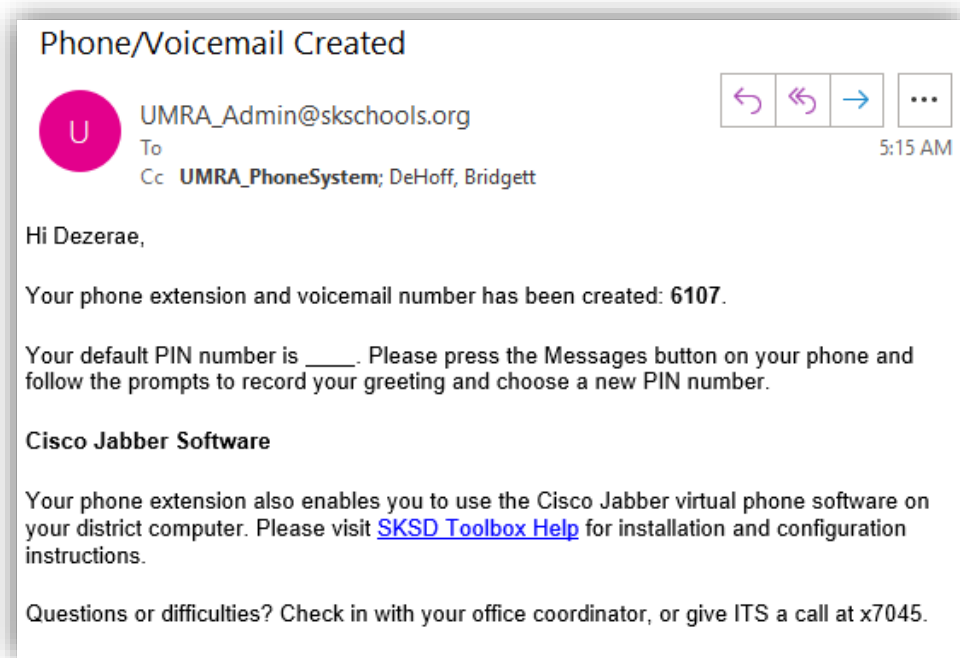 Phone/Voicemail Created
U
UMRA_Admin@skschools.org
To
5:15 AM
Cc UMRA_PhoneSystem; DeHoff, Bridgett
Hi Dezerae,
Your phone extension and voicemail number has been created: 6107.
Your default PIN number is ____. Please press the Messages button on your phone and
follow the prompts to record your greeting and choose a new PIN number.
Cisco Jabber Software
Your phone extension also enables you to use the Cisco Jabber virtual phone software on
your district computer. Please visit SKSD Toolbox Help for installation and configuration
instructions.
Questions or difficulties? Check in with your office coordinator, or give ITS a call at x7045.